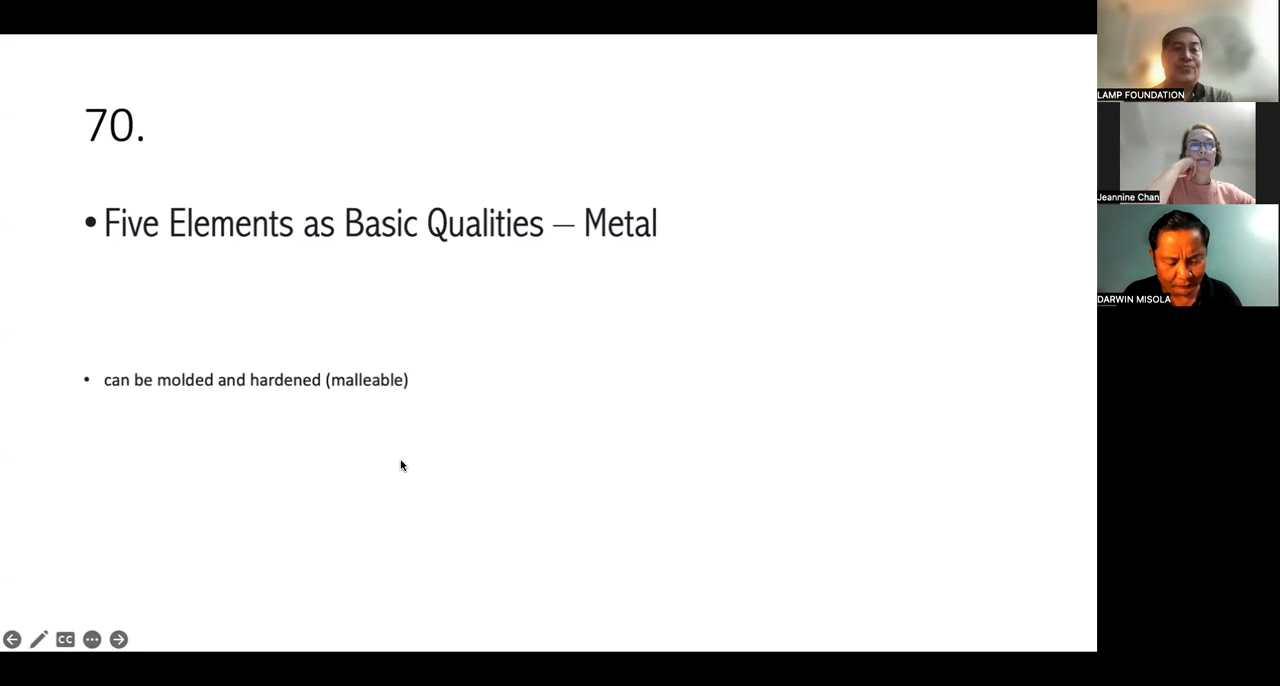 70.
• Five Elements as Basic Qualities – Metal
• can be molded and hardened (malleable)
CC
LAMP FOUNDATION
Jeannine Chan
DARWIN MISOLA